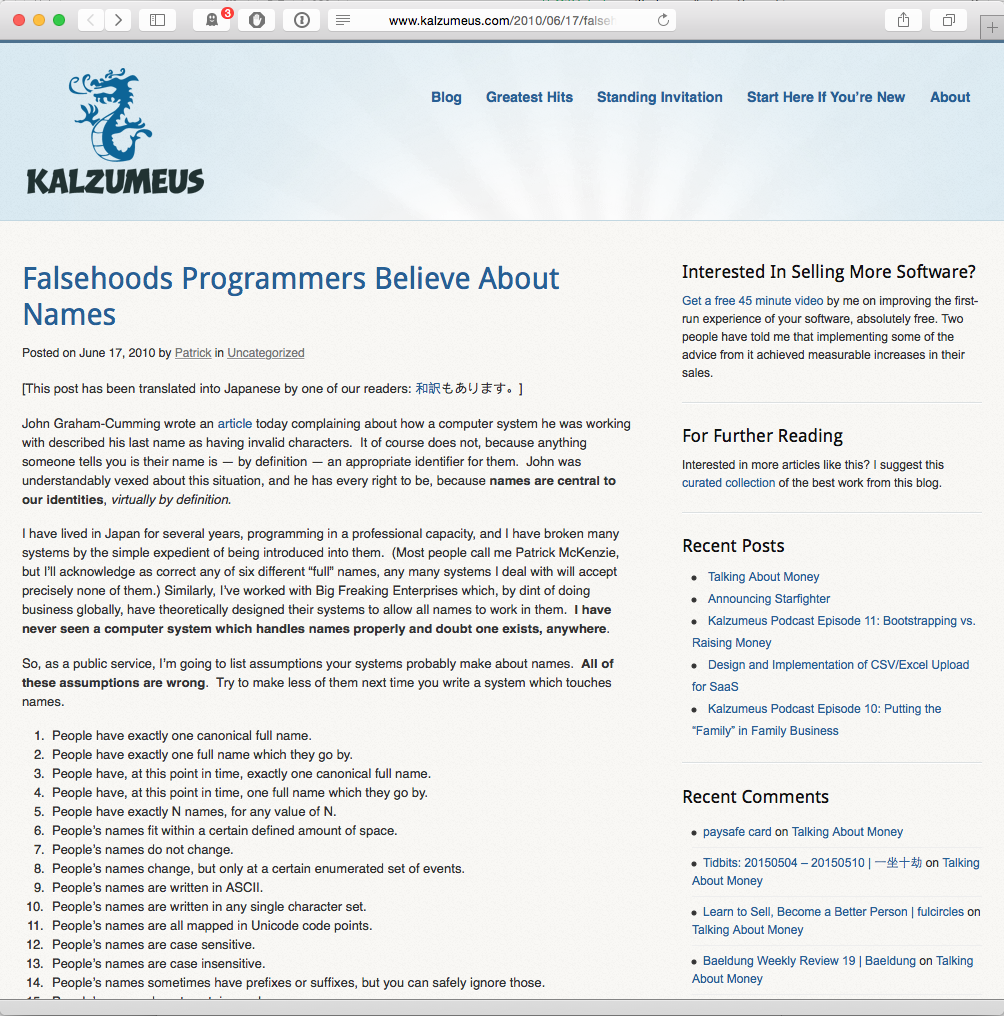 3
www.kalzumeus.com/2010/06/17/falseh
Blog
Greatest Hits
Standing Invitation
Start Here If You’re New
About
KALZUMEUS
Falsehoods Programmers Believe About
Names
Posted on June 17, 2010 by Patrick in Uncategorized
[This post has been translated into Japanese by one of our readers: 和訳もあります。]
John Graham-Cumming wrote an article today complaining about how a computer system he was working
with described his last name as having invalid characters.  It of course does not, because anything
someone tells you is their name is — by definition — an appropriate identifier for them.  John was
understandably vexed about this situation, and he has every right to be, because names are central to
our identities, virtually by definition.
I have lived in Japan for several years, programming in a professional capacity, and I have broken many
systems by the simple expedient of being introduced into them.  (Most people call me Patrick McKenzie,
but I’ll acknowledge as correct any of six different “full” names, any many systems I deal with will accept
precisely none of them.) Similarly, I’ve worked with Big Freaking Enterprises which, by dint of doing
business globally, have theoretically designed their systems to allow all names to work in them.  I have
never seen a computer system which handles names properly and doubt one exists, anywhere.
So, as a public service, I’m going to list assumptions your systems probably make about names.  All of
these assumptions are wrong.  Try to make less of them next time you write a system which touches
names.
1. People have exactly one canonical full name.
2. People have exactly one full name which they go by.
3. People have, at this point in time, exactly one canonical full name.
4. People have, at this point in time, one full name which they go by.
5. People have exactly N names, for any value of N.
6. People’s names fit within a certain defined amount of space.
7. People’s names do not change.
8. People’s names change, but only at a certain enumerated set of events.
9. People’s names are written in ASCII.
10. People’s names are written in any single character set.
11. People’s names are all mapped in Unicode code points.
12. People’s names are case sensitive.
13. People’s names are case insensitive.
14. People’s names sometimes have prefixes or suffixes, but you can safely ignore those.
Interested In Selling More Software?
Get a free 45 minute video by me on improving the first-
run experience of your software, absolutely free. Two
people have told me that implementing some of the
advice from it achieved measurable increases in their
sales.
For Further Reading
Interested in more articles like this? I suggest this
curated collection of the best work from this blog.
Recent Posts
Talking About Money
Announcing Starfighter
Kalzumeus Podcast Episode 11: Bootstrapping vs.
Raising Money
Design and Implementation of CSV/Excel Upload
for SaaS
Kalzumeus Podcast Episode 10: Putting the
“Family” in Family Business
Recent Comments
paysafe card on Talking About Money
Tidbits: 20150504 – 20150510 | 一坐十劫 on Talking
About Money
Learn to Sell, Become a Better Person | fulcircles on
Talking About Money
Baeldung Weekly Review 19 | Baeldung on Talking
About Money